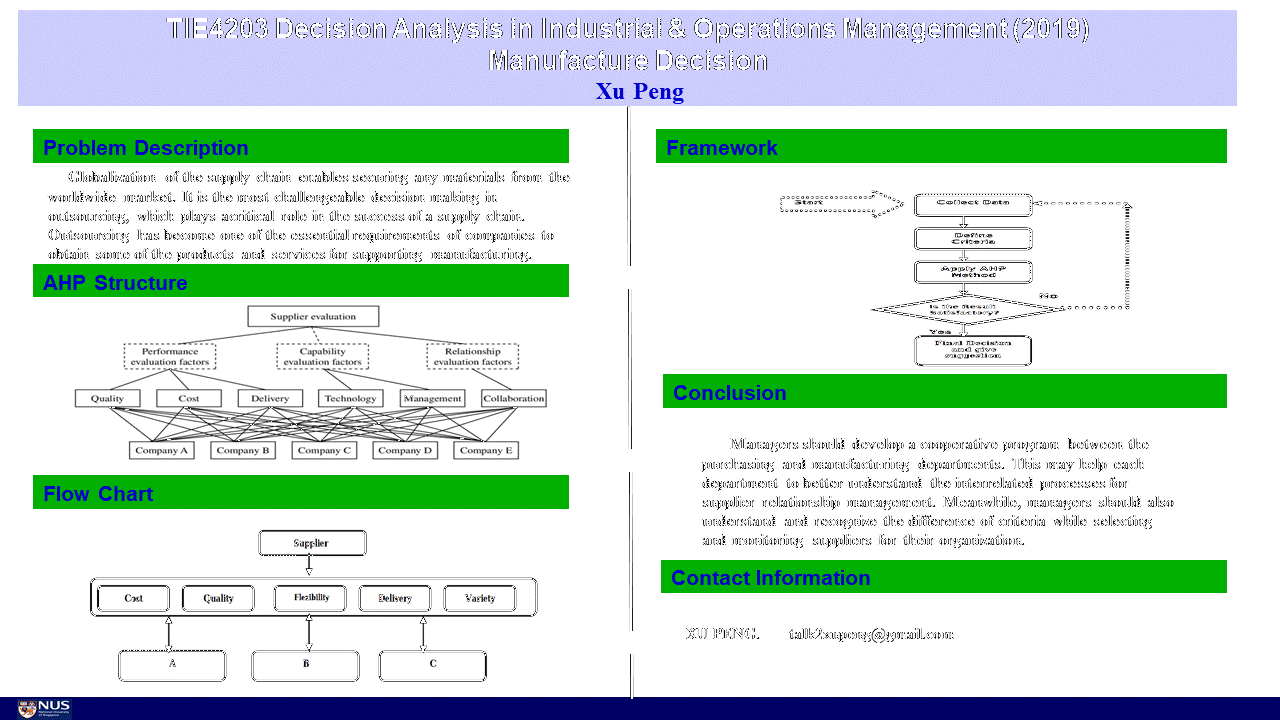 TIE4203 Decision Analysis in Industrial & Operations Management (2019)
Manufacture Decision
Xu Peng
Problem Description
Globalization of the supply chain enables securing any materials from the
worldwide market. It is the most challengeable decision making in
outsourcing, which plays acritical role in the success of a supply chain.
Outsourcing has become one of the essential requirements of companies to
obtain some of the products and services for supporting manufacturing.
AHP Structure
Supplier evaluation
Performance
evaluation factors
Capability
evaluation factors
Relationship
evaluation factors
Quality
Cost
Delivery
Technology
Management
Collaboration
Company A
Company B
Company C
Company D
Company E
Flow Chart
Supplier
Cost
Quality
Flexibility
Delivery
Variety
A
B
C
Framework
Start
Collect Data
Define
Criteria
Apply AHP
Method
Is the Result
Satisfactory?
No
Yes
Final Decision
and give
suggestion
Conclusion
Managers should develop a cooperative program between the
purchasing and manufacturing departments. This may help each
department to better understand the interrelated processes for
supplier relationship management. Meanwhile, managers should also
understand and recognize the difference of criteria while selecting
and monitoring suppliers for their organization.
Contact Information
XU PENG. talk2xupeng@gmail.com
NUS
National University
of Singapore